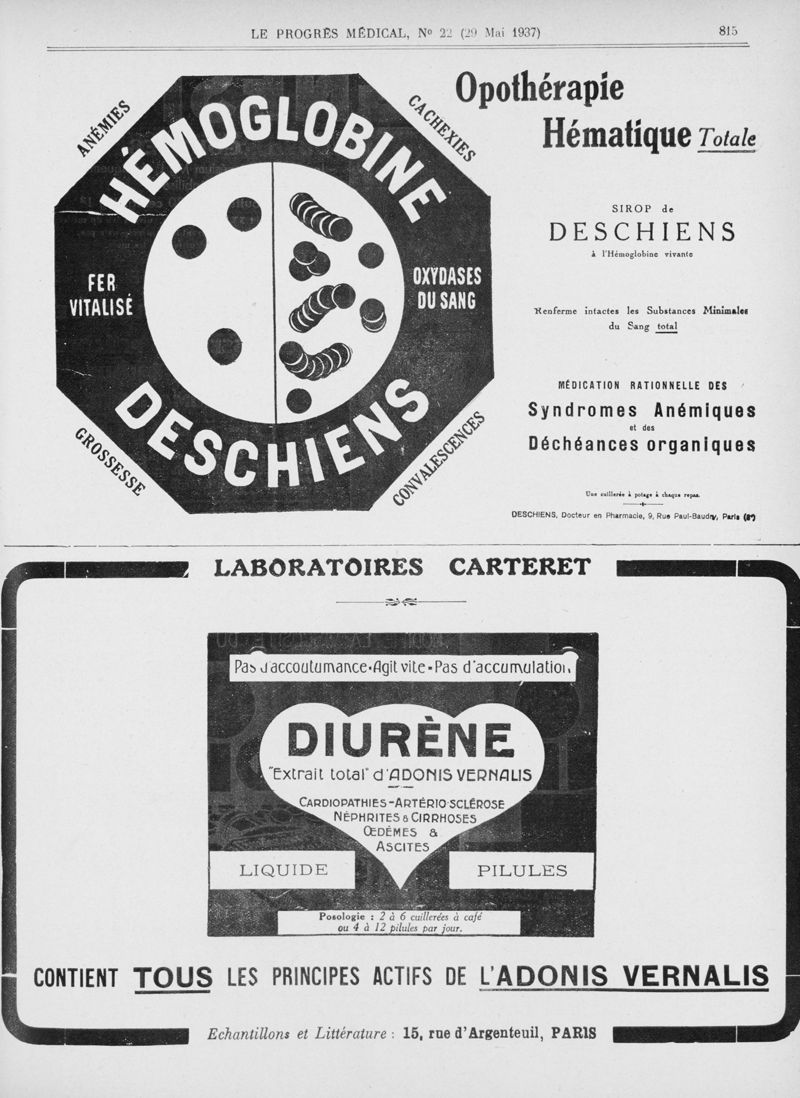 LE PROGRÈS MÉDICAL, No 22 (29 Mai 1937)
815
ANÉMIES
CACHEXIES
HÉMOGLOBINE
FER
VITALISÉ
OXYDASES
DU SANG
DESCHIENS
GROSSESSE
CONVALESCENCES
Opothérapie
Hématique Totale
SIROP de
DESCHIENS
à l'Hémoglobine vivante
Renferme intactes les Substances Minimales
du Sang total
MÉDICATION RATIONNELLE DES
Syndromes Anémiques
et des
Déchéances organiques
Une cuillerée à potage à chaque repas.
DESCHIENS, Docteur en Pharmacie, 9, Rue Paul-Baudry, Paris (8e)
LABORATOIRES CARTERET
Pas d'accoutumance-Agit vite-Pas d'accumulation
DIURÈNE
"Extrait total" d'ADONIS VERNALIS
CARDIOPATHIES-ARTÉRIO-SCLÉROSE
NÉPHRITES & CIRRHOSES
ŒDÈMES &
ASCITES
LIQUIDE
PILULES
Posologie : 2 à 6 cuillerées à café
ou 4 à 12 pilules par jour.
CONTIENT TOUS LES PRINCIPES ACTIFS DE L'ADONIS VERNALIS
Echantillons et Littérature : 15, rue d'Argenteuil, PARIS